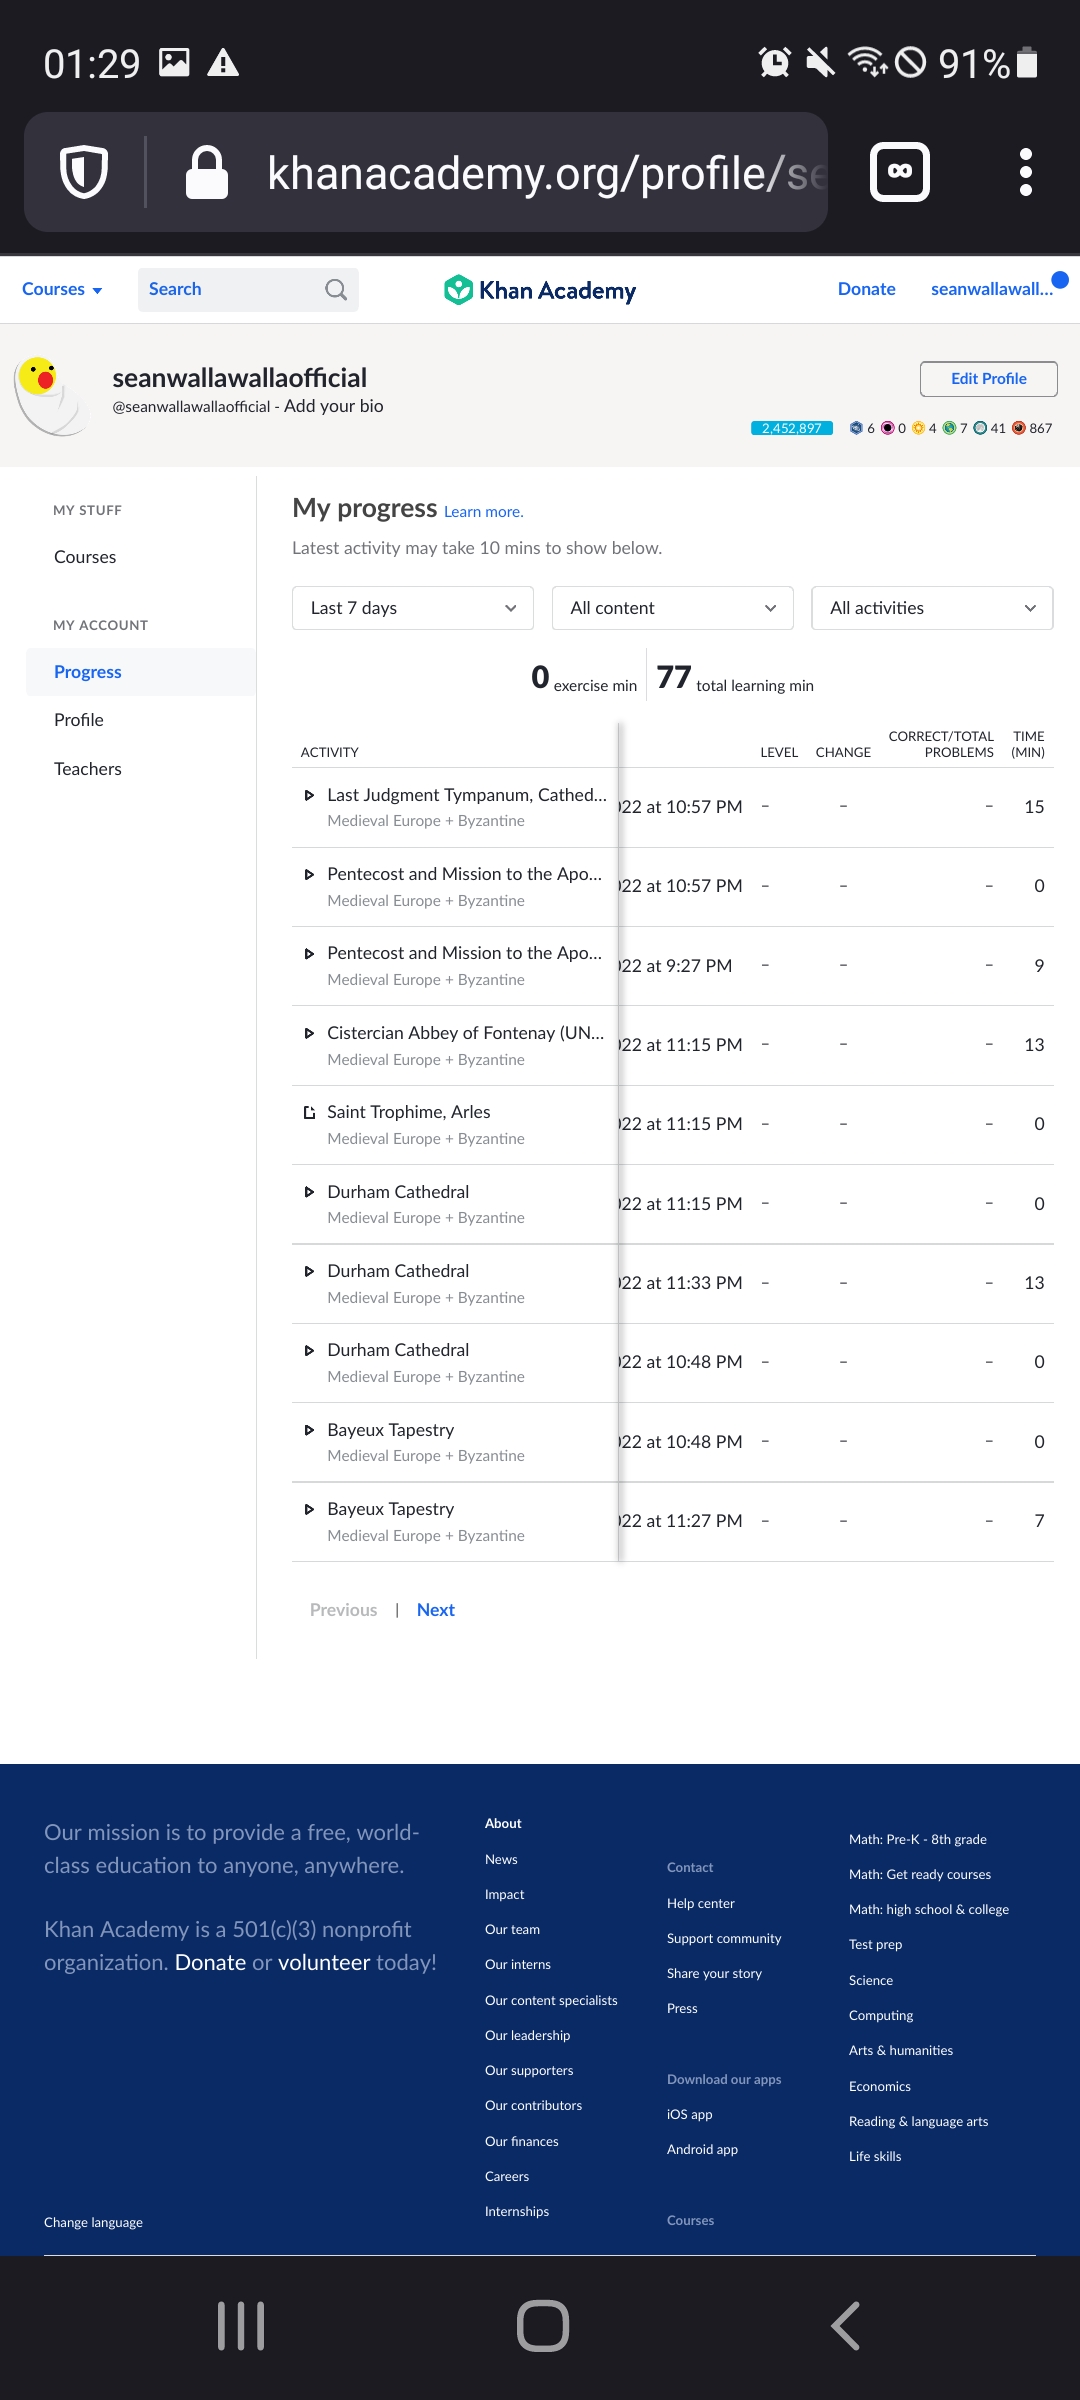 01:29 91%
khanacademy.org/profile/se
Courses Search Khan Academy Donate seanwallawall...
seanwallawallaofficial
@seanwallawallaofficial - Add your bio
Edit Profile
2,452,897 6 0 4 7 41 867
MY STUFF
Courses
MY ACCOUNT
Progress
Profile
Teachers
My progress Learn more.
Latest activity may take 10 mins to show below.
Last 7 days All content All activities
0 exercise min 77 total learning min
ACTIVITY LEVEL CHANGE CORRECT/TOTAL PROBLEMS TIME (MIN)
Last Judgment Tympanum, Cathed...
Medieval Europe + Byzantine
022 at 10:57 PM – – – 15
Pentecost and Mission to the Apo...
Medieval Europe + Byzantine
022 at 10:57 PM – – – 0
Pentecost and Mission to the Apo...
Medieval Europe + Byzantine
022 at 9:27 PM – – – 9
Cistercian Abbey of Fontenay (UN...
Medieval Europe + Byzantine
022 at 11:15 PM – – – 13
Saint Trophime, Arles
Medieval Europe + Byzantine
022 at 11:15 PM – – – 0
Durham Cathedral
Medieval Europe + Byzantine
022 at 11:15 PM – – – 0
Durham Cathedral
Medieval Europe + Byzantine
022 at 11:33 PM – – – 13
Durham Cathedral
Medieval Europe + Byzantine
022 at 10:48 PM – – – 0
Bayeux Tapestry
Medieval Europe + Byzantine
022 at 10:48 PM – – – 0
Bayeux Tapestry
Medieval Europe + Byzantine
022 at 11:27 PM – – – 7
Previous | Next
Our mission is to provide a free, world-
class education to anyone, anywhere.
Khan Academy is a 501(c)(3) nonprofit
organization. Donate or volunteer today!
Change language
About
News
Impact
Our team
Our interns
Our content specialists
Our leadership
Our supporters
Our contributors
Our finances
Careers
Internships
Contact
Help center
Support community
Share your story
Press
Download our apps
iOS app
Android app
Courses
Math: Pre-K - 8th grade
Math: Get ready courses
Math: high school & college
Test prep
Science
Computing
Arts & humanities
Economics
Reading & language arts
Life skills